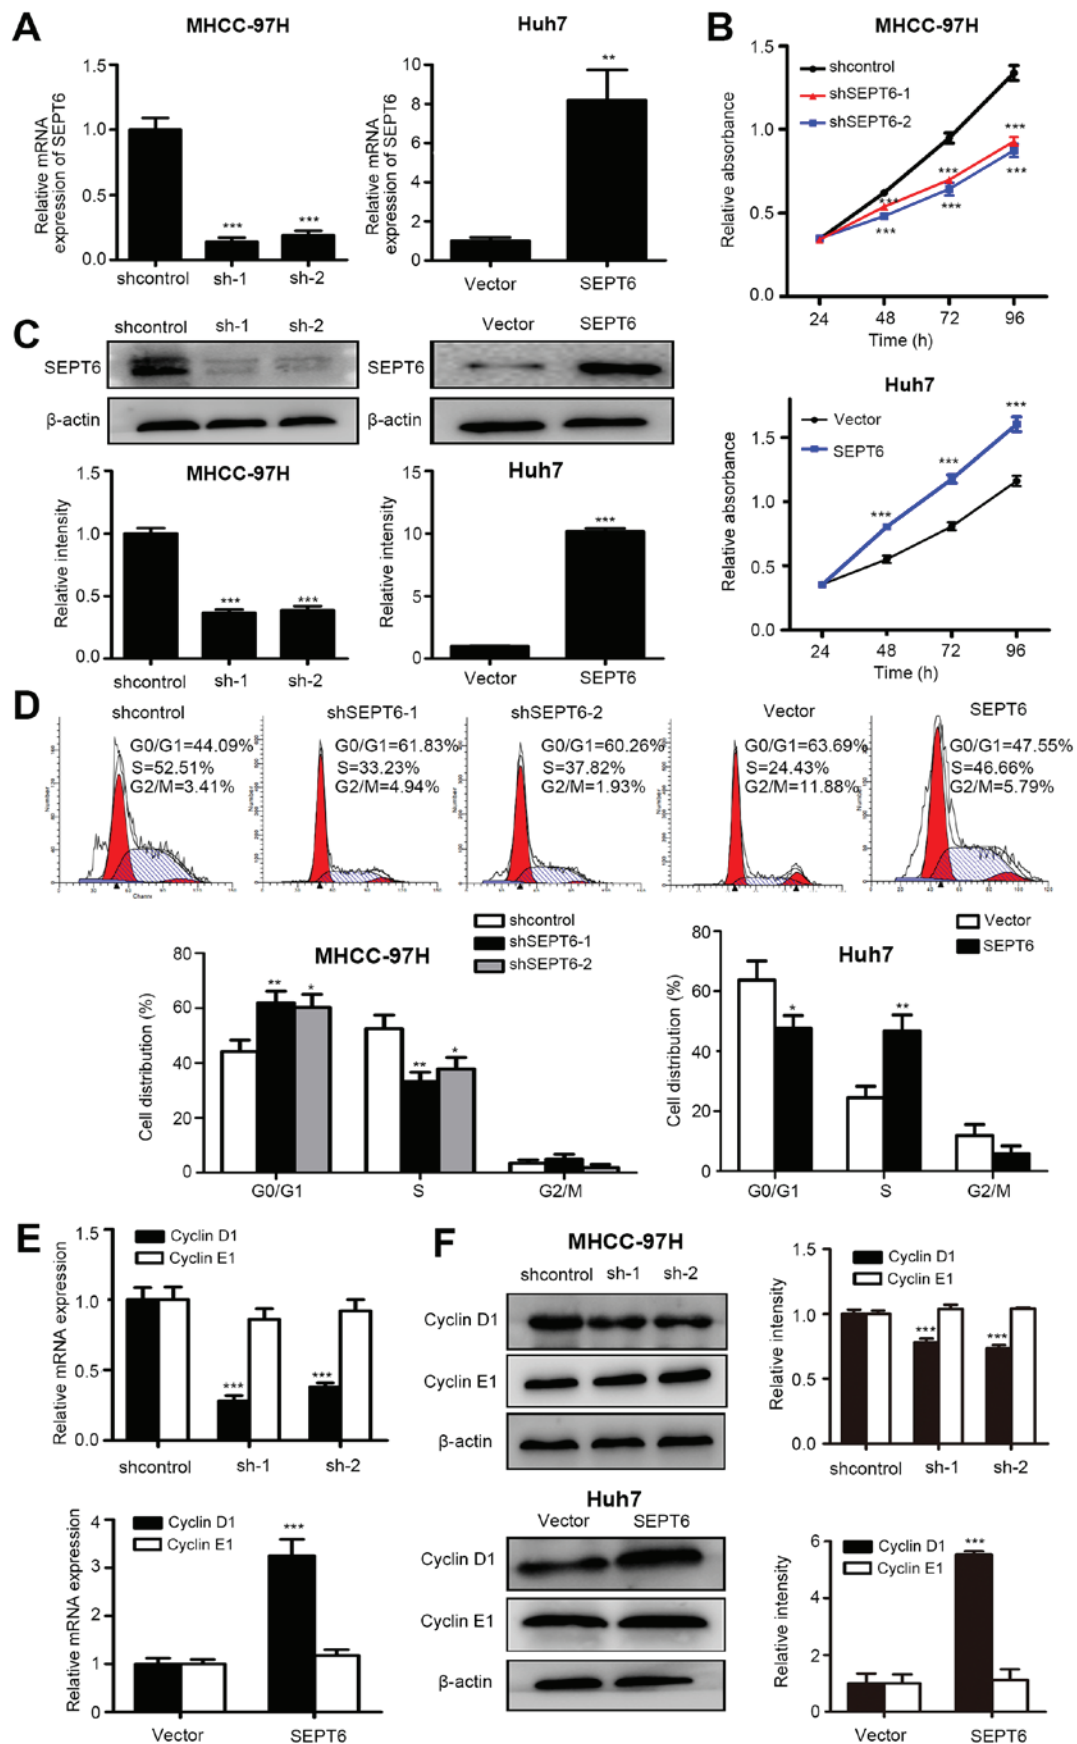 A
MHCC-97H
Relative mRNA
expression of SEPT6
1.5
1.0
0.5
0.0
***
***
shcontrol sh-1 sh-2
Huh7
Relative mRNA
expression of SEPT6
10
8
6
4
2
0
**
Vector SEPT6
B
MHCC-97H
Relative absorbance
1.5
1.0
0.5
0.0
shcontrol
shSEPT6-1
shSEPT6-2
***
***
***
***
***
***
24 48 72 96
Time (h)
Huh7
Relative absorbance
1.5
1.0
0.5
0.0
Vector
SEPT6
***
***
***
24 48 72 96
Time (h)
C
shcontrol sh-1 sh-2
SEPT6
β-actin
Vector SEPT6
SEPT6
β-actin
MHCC-97H
Relative intensity
1.5
1.0
0.5
0.0
***
***
shcontrol sh-1 sh-2
Huh7
Relative intensity
15
10
5
0
***
Vector SEPT6
D
shcontrol
G0/G1=44.09%
S=52.51%
G2/M=3.41%
Number
shSEPT6-1
G0/G1=61.83%
S=33.23%
G2/M=4.94%
Number
shSEPT6-2
G0/G1=60.26%
S=37.82%
G2/M=1.93%
Number
Vector
G0/G1=63.69%
S=24.43%
G2/M=11.88%
Number
SEPT6
G0/G1=47.55%
S=46.66%
G2/M=5.79%
Number
MHCC-97H
shcontrol
shSEPT6-1
shSEPT6-2
Cell distribution (%)
80
60
40
20
0
**
*
**
*
G0/G1 S G2/M
Huh7
Vector
SEPT6
Cell distribution (%)
80
60
40
20
0
*
**
G0/G1 S G2/M
E
Relative mRNA expression
1.5
1.0
0.5
0.0
Cyclin D1
Cyclin E1
***
***
shcontrol sh-1 sh-2
Relative mRNA expression
4
3
2
1
0
Cyclin D1
Cyclin E1
***
Vector SEPT6
F
MHCC-97H
shcontrol sh-1 sh-2
Cyclin D1
Cyclin E1
β-actin
Relative intensity
1.5
1.0
0.5
0.0
Cyclin D1
Cyclin E1
***
***
shcontrol sh-1 sh-2
Huh7
Vector SEPT6
Cyclin D1
Cyclin E1
β-actin
Relative intensity
6
4
2
0
Cyclin D1
Cyclin E1
***
Vector SEPT6